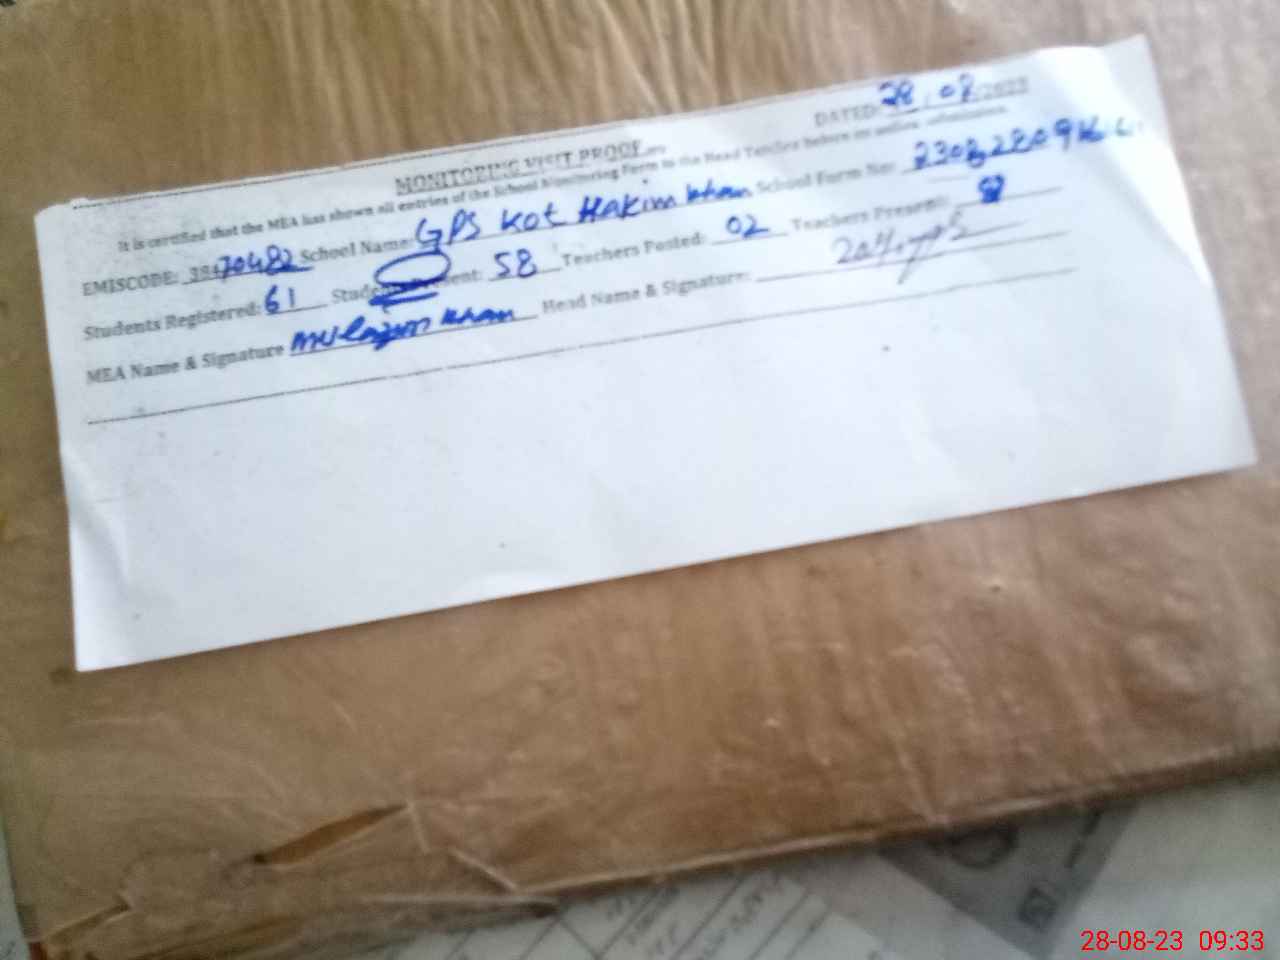 DATED: 28.08/2023
MONITORING VISIT PROOF
It is certified that the MEA has shown all entries of the School Monitoring Form to the Head Teacher before
EMISCODE: 38470482 School Name: GPS Kot Hakim khan School Form No:
Students Registered: 61 Students Present: 58 Teachers Posted: 02 Teachers Present:
MEA Name & Signature Mulazim khan Head Name & Signature:
28-08-23 09:33